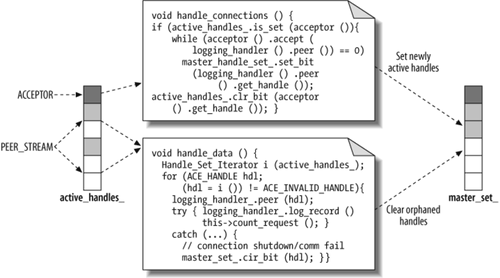 void handle_connections () {
if (active_handles_.is_set (acceptor ()){
while (acceptor () .accept (
logging_handler () .peer ()) == 0)
master_handle_set_.set_bit
(logging_handler () .peer
() .get_handle ());
active_handles_.clr_bit (acceptor
() .get_handle ()); }
Set newly
active handles
ACCEPTOR
PEER_STREAM
active_handles_
void handle_data () {
Handle_Set_Iterator i (active_handles_);
for (ACE_HANDLE hdl;
(hdl = i ()) != ACE_INVALID_HANDLE){
logging_handler_.peer (hdl);
try { logging_handler_.log_record ()
this->count_request (); }
catch (...) {
// connection shutdown/comm fail
master_set_.cir_bit (hdl); }}
master_set_
Clear orphaned
handles